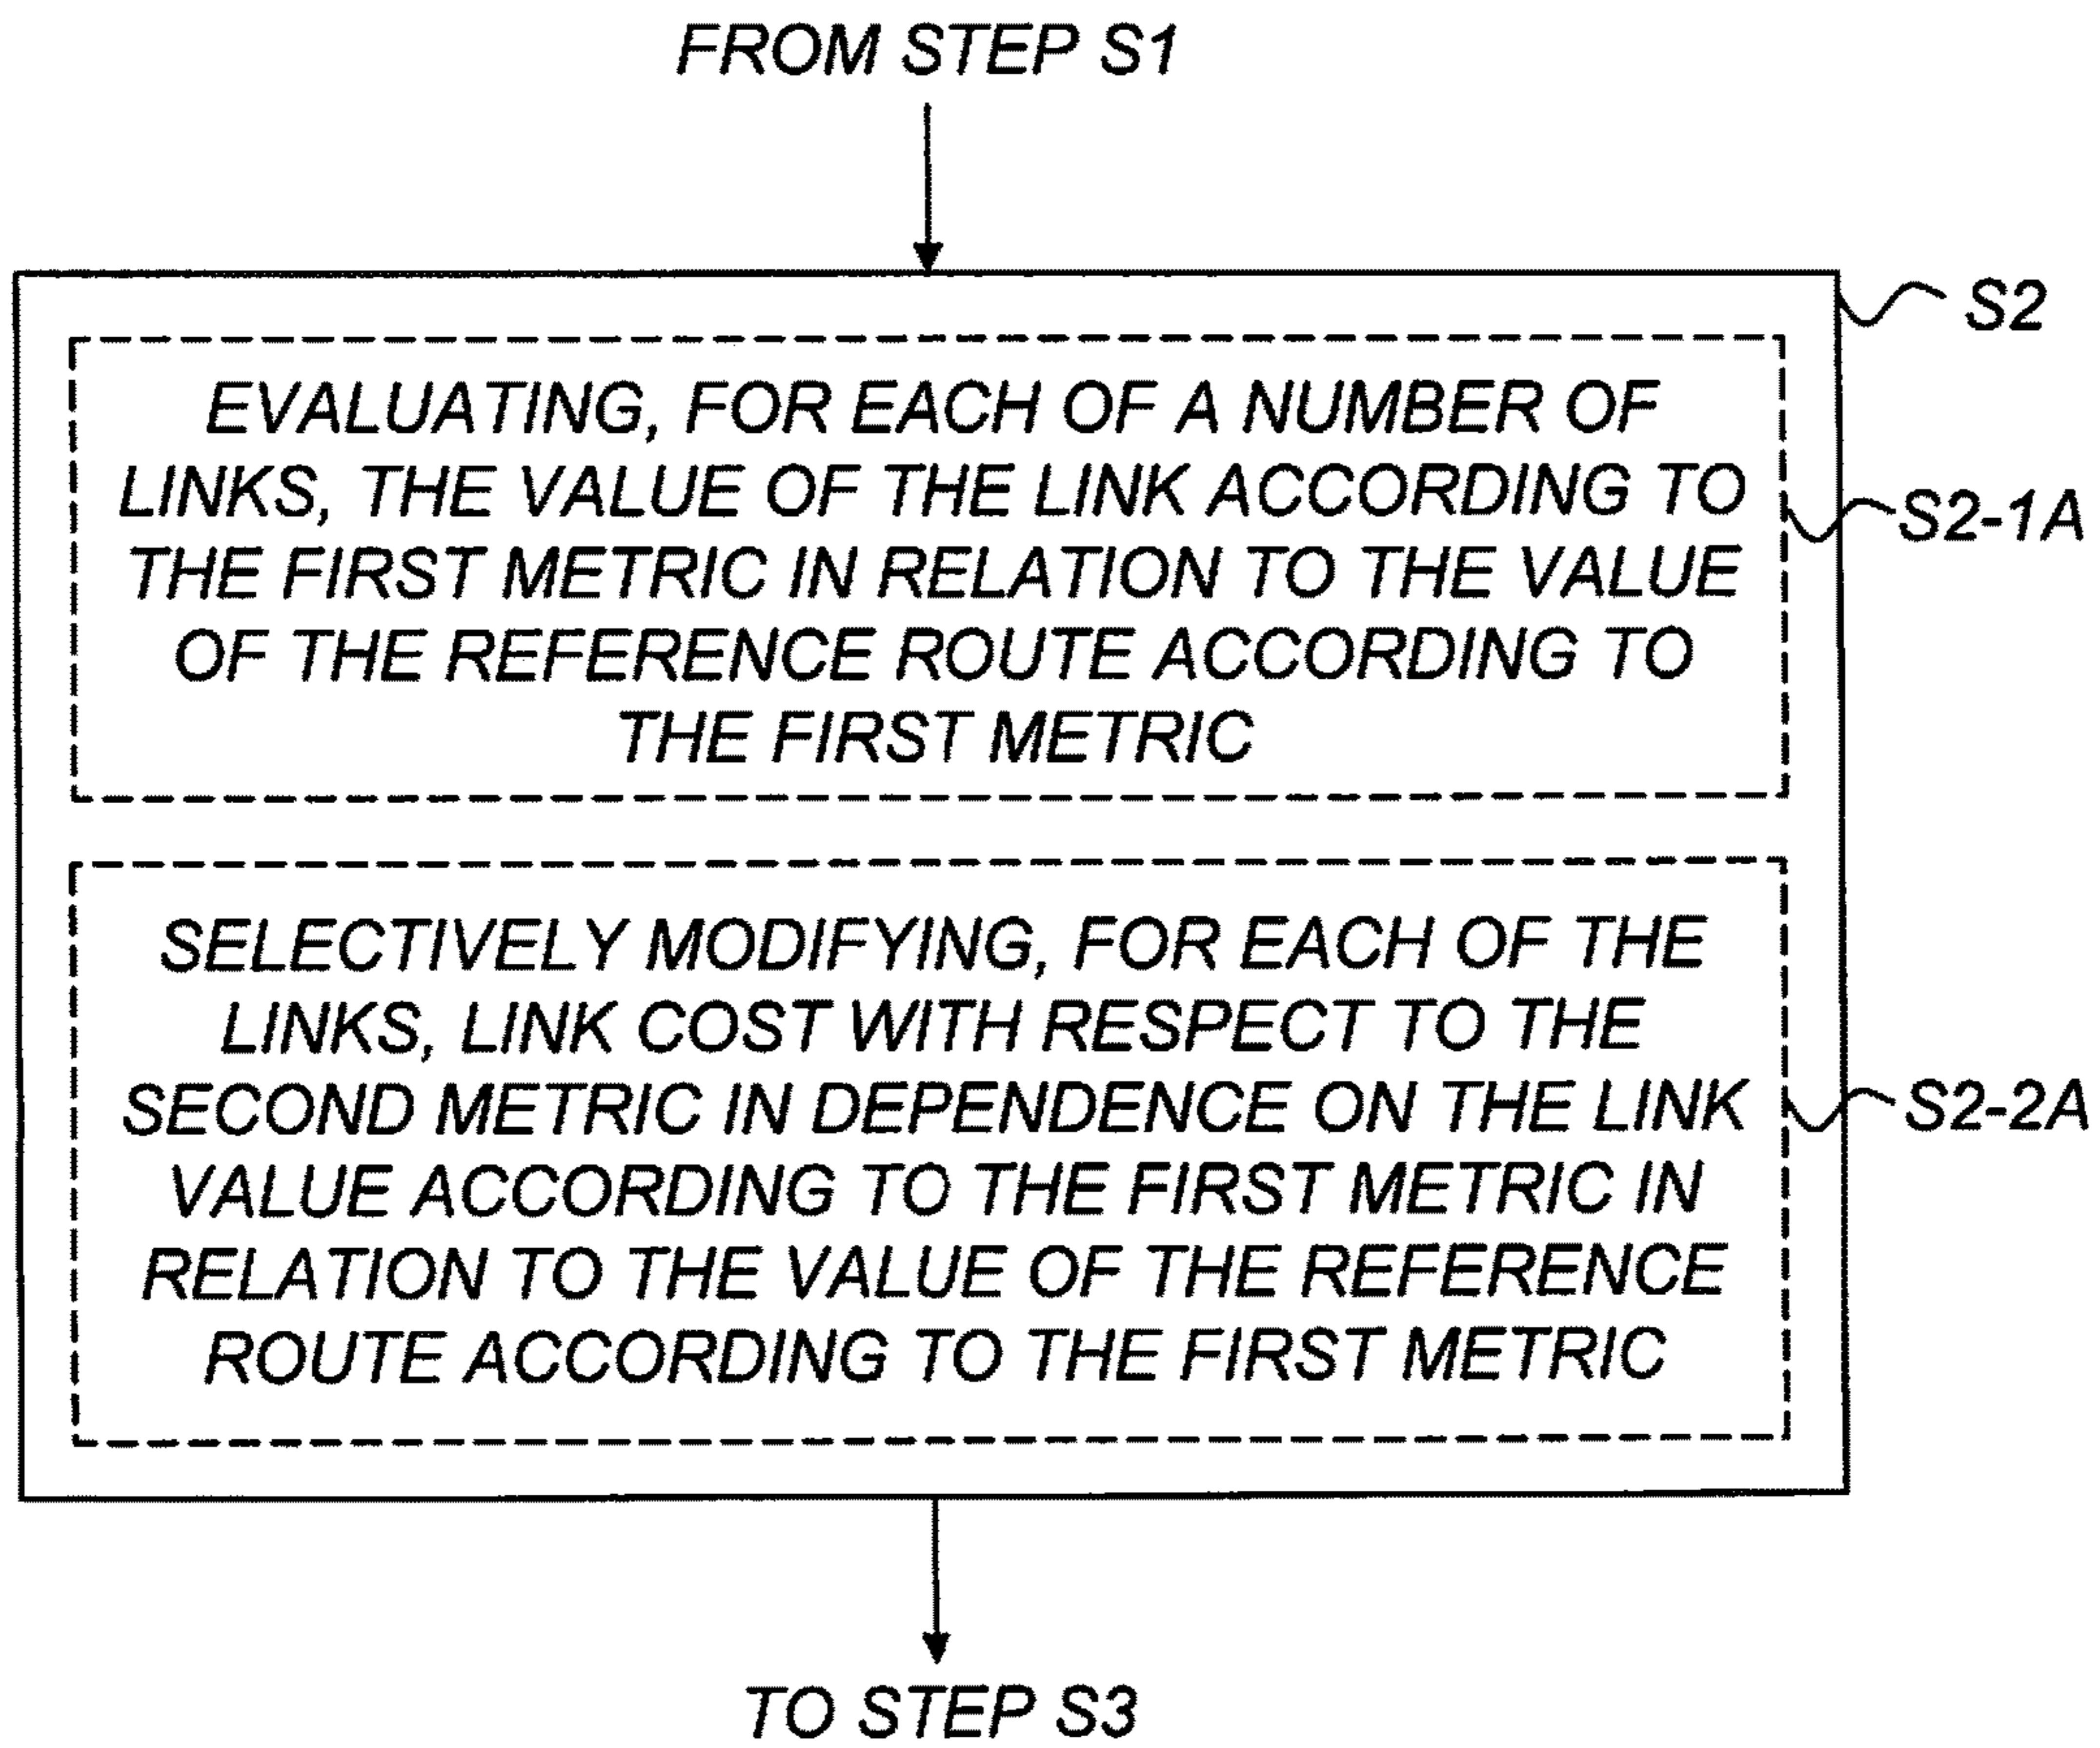 FROM STEP S1
S2
EVALUATING, FOR EACH OF A NUMBER OF
LINKS, THE VALUE OF THE LINK ACCORDING TO
THE FIRST METRIC IN RELATION TO THE VALUE
OF THE REFERENCE ROUTE ACCORDING TO
THE FIRST METRIC
S2-1A
SELECTIVELY MODIFYING, FOR EACH OF THE
LINKS, LINK COST WITH RESPECT TO THE
SECOND METRIC IN DEPENDENCE ON THE LINK
VALUE ACCORDING TO THE FIRST METRIC IN
RELATION TO THE VALUE OF THE REFERENCE
ROUTE ACCORDING TO THE FIRST METRIC
S2-2A
TO STEP S3